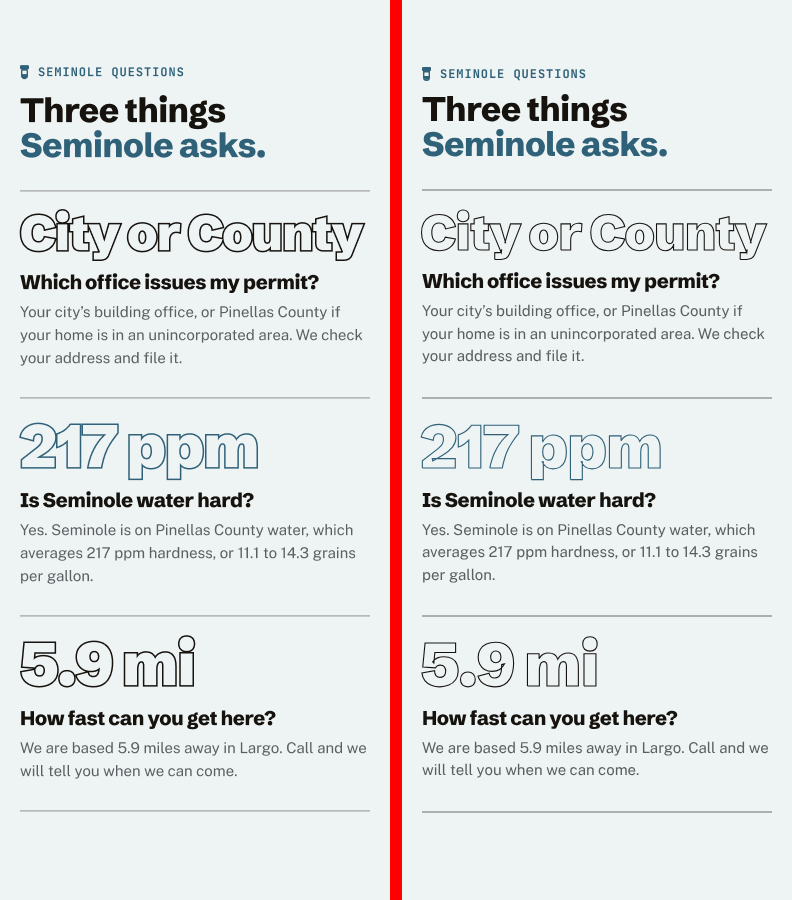 SEMINOLE QUESTIONS
Three things
Seminole asks.
City or County
Which office issues my permit?
Your city’s building office, or Pinellas County if
your home is in an unincorporated area. We check
your address and file it.
217 ppm
Is Seminole water hard?
Yes. Seminole is on Pinellas County water, which
averages 217 ppm hardness, or 11.1 to 14.3 grains
per gallon.
5.9 mi
How fast can you get here?
We are based 5.9 miles away in Largo. Call and we
will tell you when we can come.
SEMINOLE QUESTIONS
Three things
Seminole asks.
City or County
Which office issues my permit?
Your city’s building office, or Pinellas County if
your home is in an unincorporated area. We check
your address and file it.
217 ppm
Is Seminole water hard?
Yes. Seminole is on Pinellas County water, which
averages 217 ppm hardness, or 11.1 to 14.3 grains
per gallon.
5.9 mi
How fast can you get here?
We are based 5.9 miles away in Largo. Call and we
will tell you when we can come.